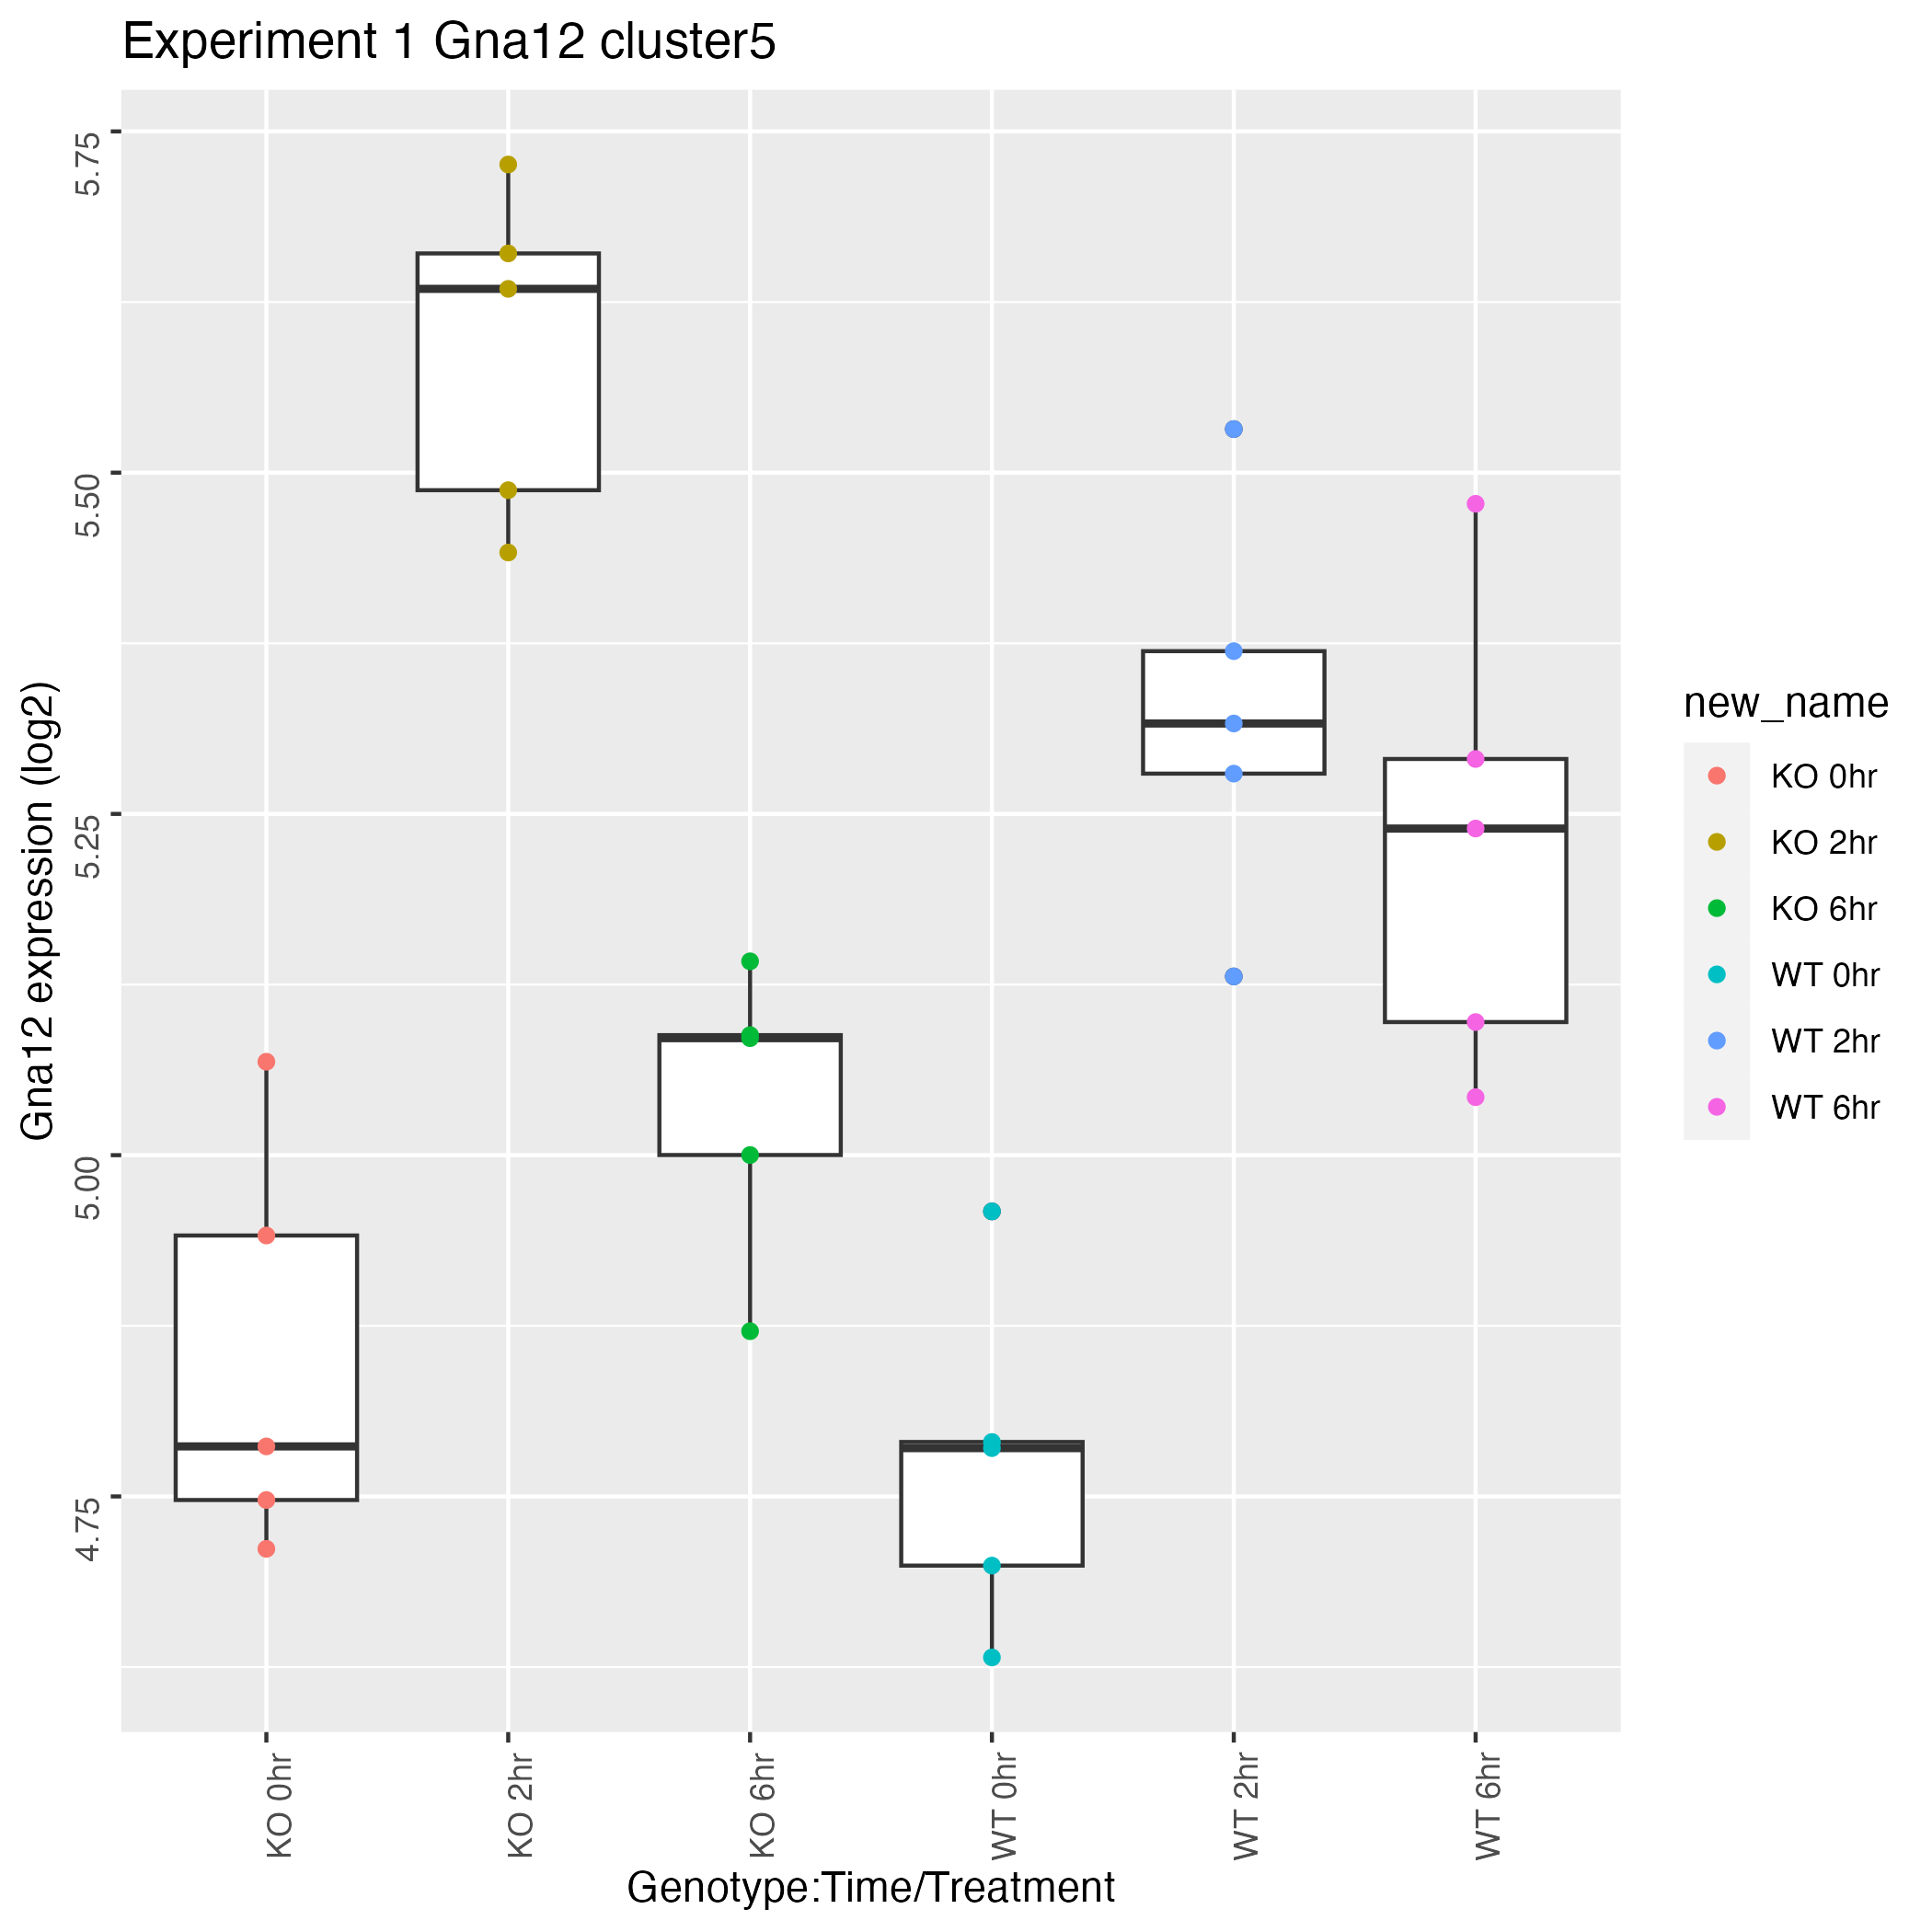 Experiment 1 Gna12 cluster5
Gna12 expression (log2)
5.75
5.50
5.25
5.00
4.75
KO 0hr
KO 2hr
KO 6hr
WT 0hr
WT 2hr
WT 6hr
Genotype:Time/Treatment
new_name
KO 0hr
KO 2hr
KO 6hr
WT 0hr
WT 2hr
WT 6hr